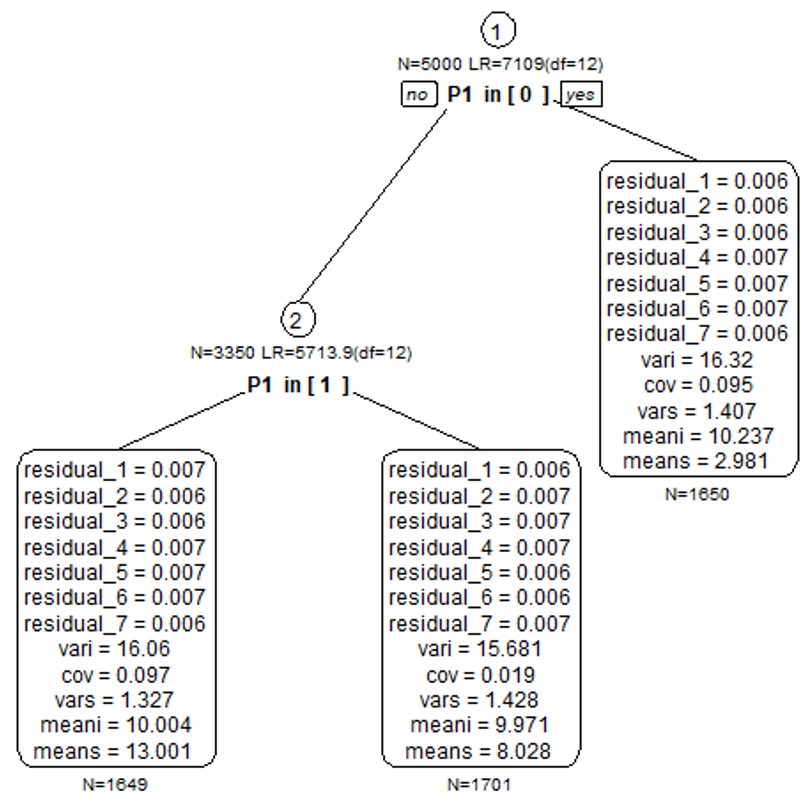 1
N=5000 LR=7109(df=12)
no P1 in [ 0 ] yes
residual_1 = 0.006
residual_2 = 0.006
residual_3 = 0.006
residual_4 = 0.007
residual_5 = 0.007
residual_6 = 0.007
residual_7 = 0.006
vari = 16.32
cov = 0.095
vars = 1.407
meani = 10.237
means = 2.981
N=1650
2
N=3350 LR=5713.9(df=12)
P1 in [ 1 ]
residual_1 = 0.007
residual_2 = 0.006
residual_3 = 0.006
residual_4 = 0.007
residual_5 = 0.007
residual_6 = 0.007
residual_7 = 0.006
vari = 16.06
cov = 0.097
vars = 1.327
meani = 10.004
means = 13.001
N=1649
residual_1 = 0.006
residual_2 = 0.007
residual_3 = 0.007
residual_4 = 0.007
residual_5 = 0.006
residual_6 = 0.006
residual_7 = 0.007
vari = 15.681
cov = 0.019
vars = 1.428
meani = 9.971
means = 8.028
N=1701